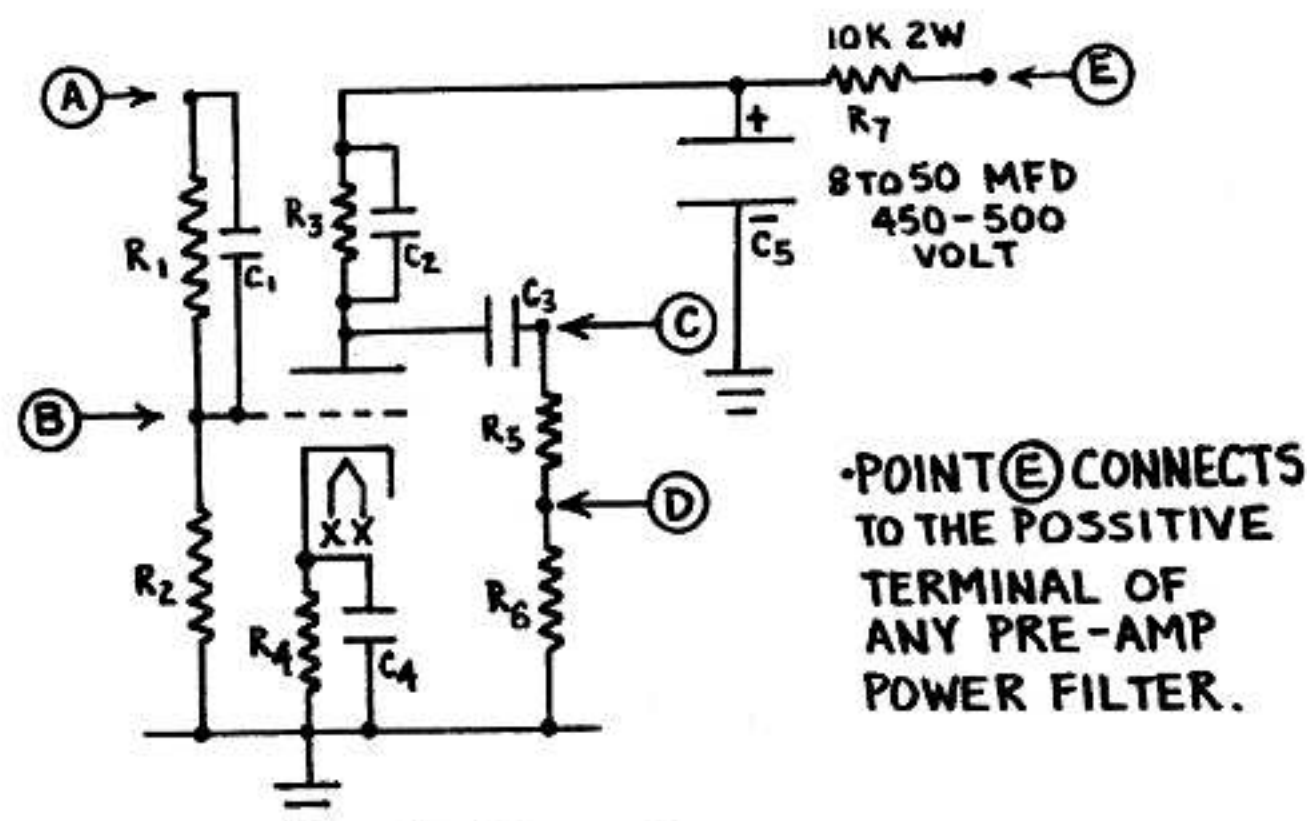 10K 2W
A
E
+
R7
R3
8 TO 50 MFD
450-500
VOLT
R1
C1
C2
C5
C3
C
B
R5
D
X X
R2
R4
C4
R6
•POINT E CONNECTS
TO THE POSSITIVE
TERMINAL OF
ANY PRE-AMP
POWER FILTER.